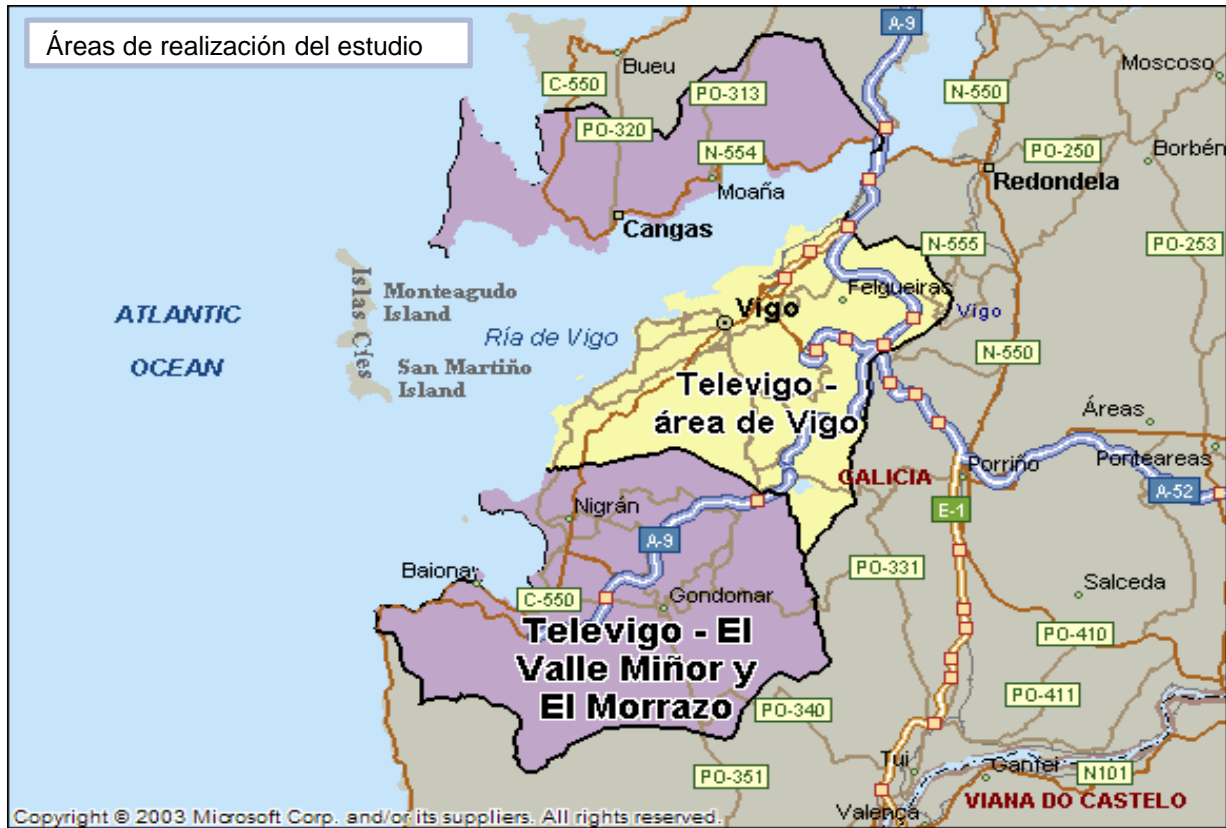 Áreas de realización del estudio
A-9
Bueu
Moscoso
C-550
PO-313
N-550
PO-320
N-554
PO-250
Borbén
Moaña
Redondela
Cangas
N-555
PO-253
Islas Cíes
Monteagudo
Island
Felgueiras
ATLANTIC
OCEAN
Ría de Vigo
Vigo
Vigo
San Martiño
Island
N-550
Televigo -
área de Vigo
Áreas
Porriño
Ponteareas
GALICIA
A-52
Nigrán
E-1
A-9
Baiona
PO-331
C-550
Gondomar
Salceda
Televigo - El
Valle Miñor y
El Morrazo
PO-410
PO-411
PO-340
Tui
Ganfei
PO-351
N101
VIANA DO CASTELO
Valença
Copyright © 2003 Microsoft Corp. and/or its suppliers. All rights reserved.